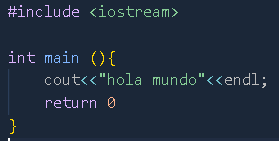 #include <iostream>
int main (){
cout<<"hola mundo"<<endl;
return 0
}